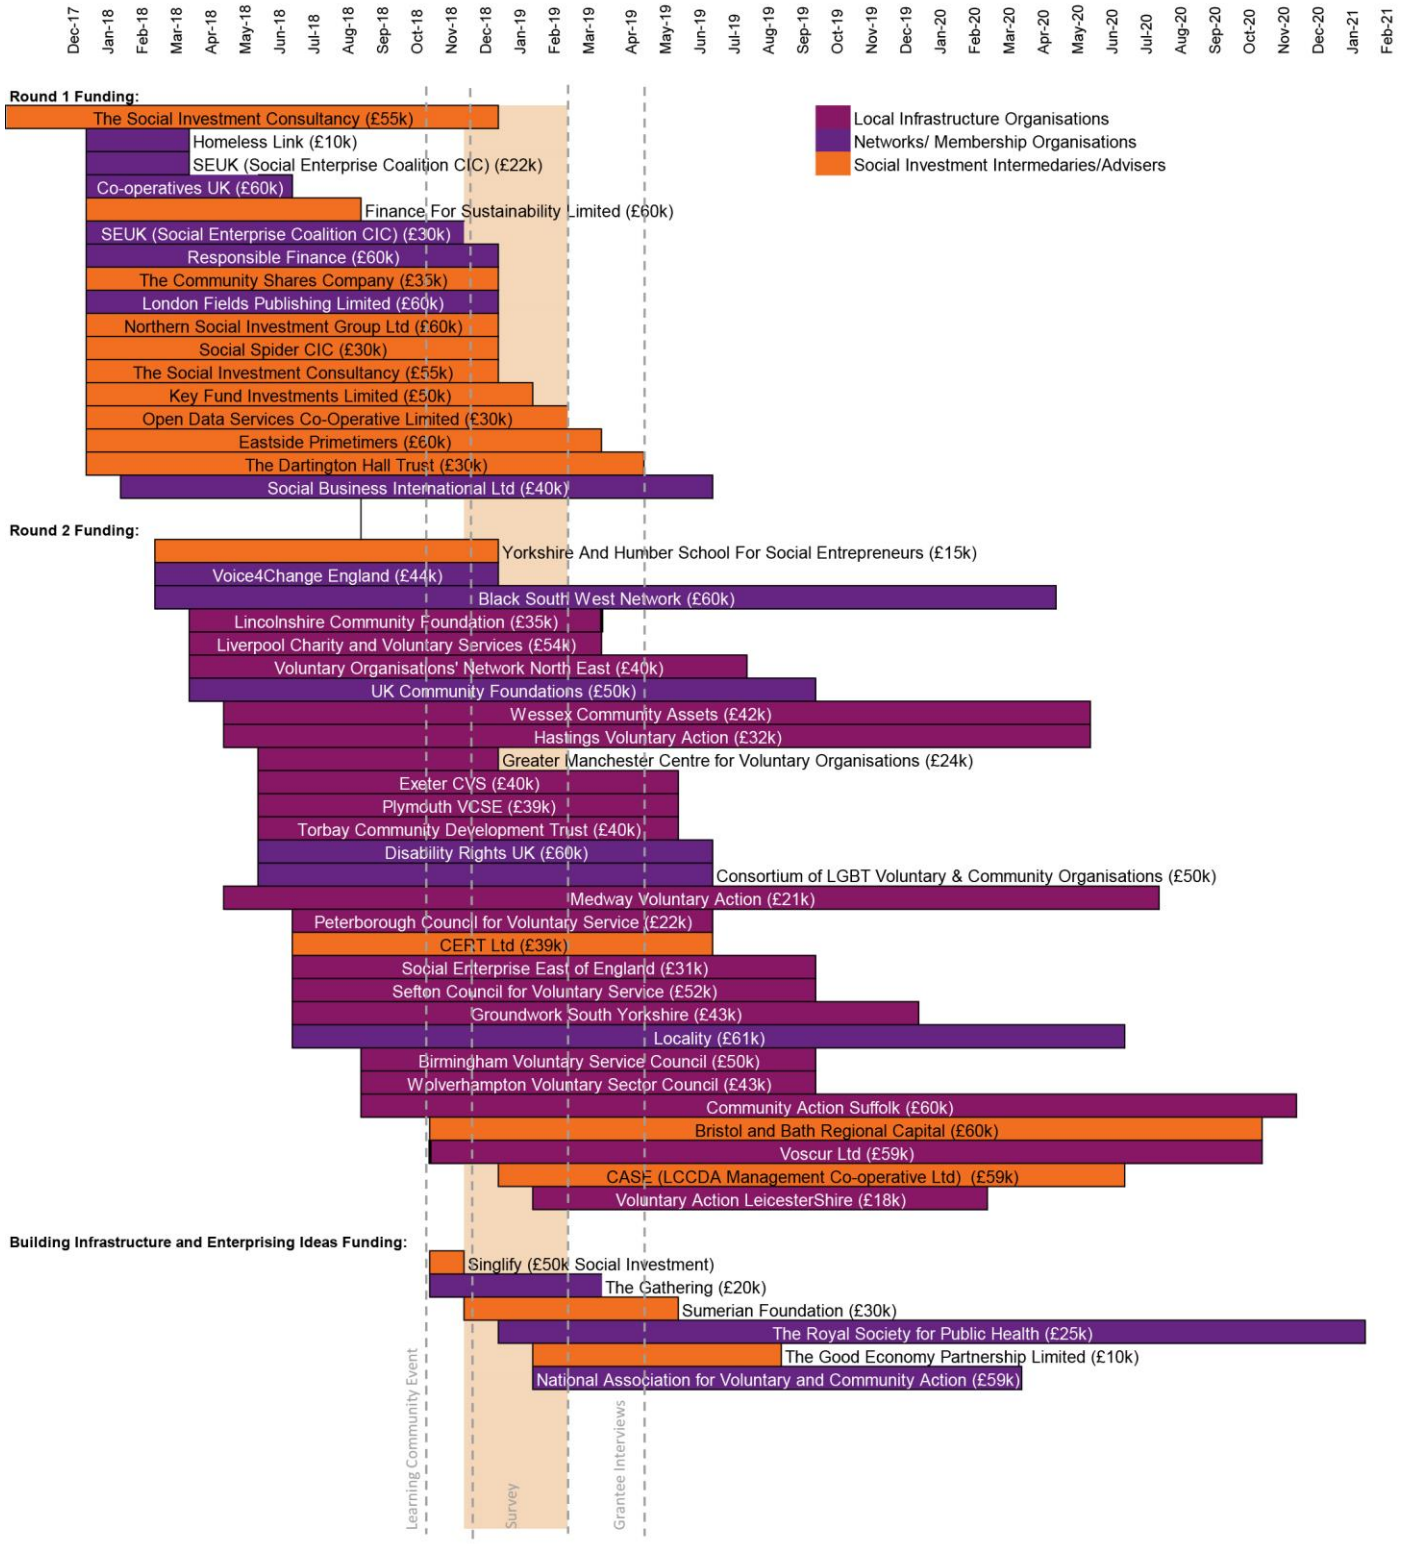 Dec-17 Jan-18 Feb-18 Mar-18 Apr-18 May-18 Jun-18 Jul-18 Aug-18 Sep-18 Oct-18 Nov-18 Dec-18 Jan-19 Feb-19 Mar-19 Apr-19 May-19 Jun-19 Jul-19 Aug-19 Sep-19 Oct-19 Nov-19 Dec-19 Jan-20 Feb-20 Mar-20 Apr-20 May-20 Jun-20 Jul-20 Aug-20 Sep-20 Oct-20 Nov-20 Dec-20 Jan-21 Feb-21
Round 1 Funding:
The Social Investment Consultancy (£55k)
Local Infrastructure Organisations
Networks/ Membership Organisations
Social Investment Intermedaries/Advisers
Homeless Link (£10k)
SEUK (Social Enterprise Coalition CIC) (£22k)
Co-operatives UK (£60k)
Finance For Sustainability Limited (£60k)
SEUK (Social Enterprise Coalition CIC) (£30k)
Responsible Finance (£60k)
The Community Shares Company (£35k)
London Fields Publishing Limited (£60k)
Northern Social Investment Group Ltd (£60k)
Social Spider CIC (£30k)
The Social Investment Consultancy (£55k)
Key Fund Investments Limited (£50k)
Open Data Services Co-Operative Limited (£30k)
Eastside Primetimers (£60k)
The Dartington Hall Trust (£30k)
Social Business International Ltd (£40k)
Round 2 Funding:
Yorkshire And Humber School For Social Entrepreneurs (£15k)
Voice4Change England (£44k)
Black South West Network (£60k)
Lincolnshire Community Foundation (£35k)
Liverpool Charity and Voluntary Services (£54k)
Voluntary Organisations' Network North East (£40k)
UK Community Foundations (£50k)
Wessex Community Assets (£42k)
Hastings Voluntary Action (£32k)
Greater Manchester Centre for Voluntary Organisations (£24k)
Exeter CVS (£40k)
Plymouth VCSE (£39k)
Torbay Community Development Trust (£40k)
Disability Rights UK (£60k)
Consortium of LGBT Voluntary & Community Organisations (£50k)
Medway Voluntary Action (£21k)
Peterborough Council for Voluntary Service (£22k)
CERT Ltd (£39k)
Social Enterprise East of England (£31k)
Sefton Council for Voluntary Service (£52k)
Groundwork South Yorkshire (£43k)
Locality (£61k)
Birmingham Voluntary Service Council (£50k)
Wolverhampton Voluntary Sector Council (£43k)
Community Action Suffolk (£60k)
Bristol and Bath Regional Capital (£60k)
Voscur Ltd (£59k)
CASE (LCCDA Management Co-operative Ltd) (£59k)
Voluntary Action LeicesterShire (£18k)
Building Infrastructure and Enterprising Ideas Funding:
Singlify (£50k Social Investment)
The Gathering (£20k)
Sumerian Foundation (£30k)
The Royal Society for Public Health (£25k)
The Good Economy Partnership Limited (£10k)
National Association for Voluntary and Community Action (£59k)
Learning Community Event
Survey
Grantee Interviews